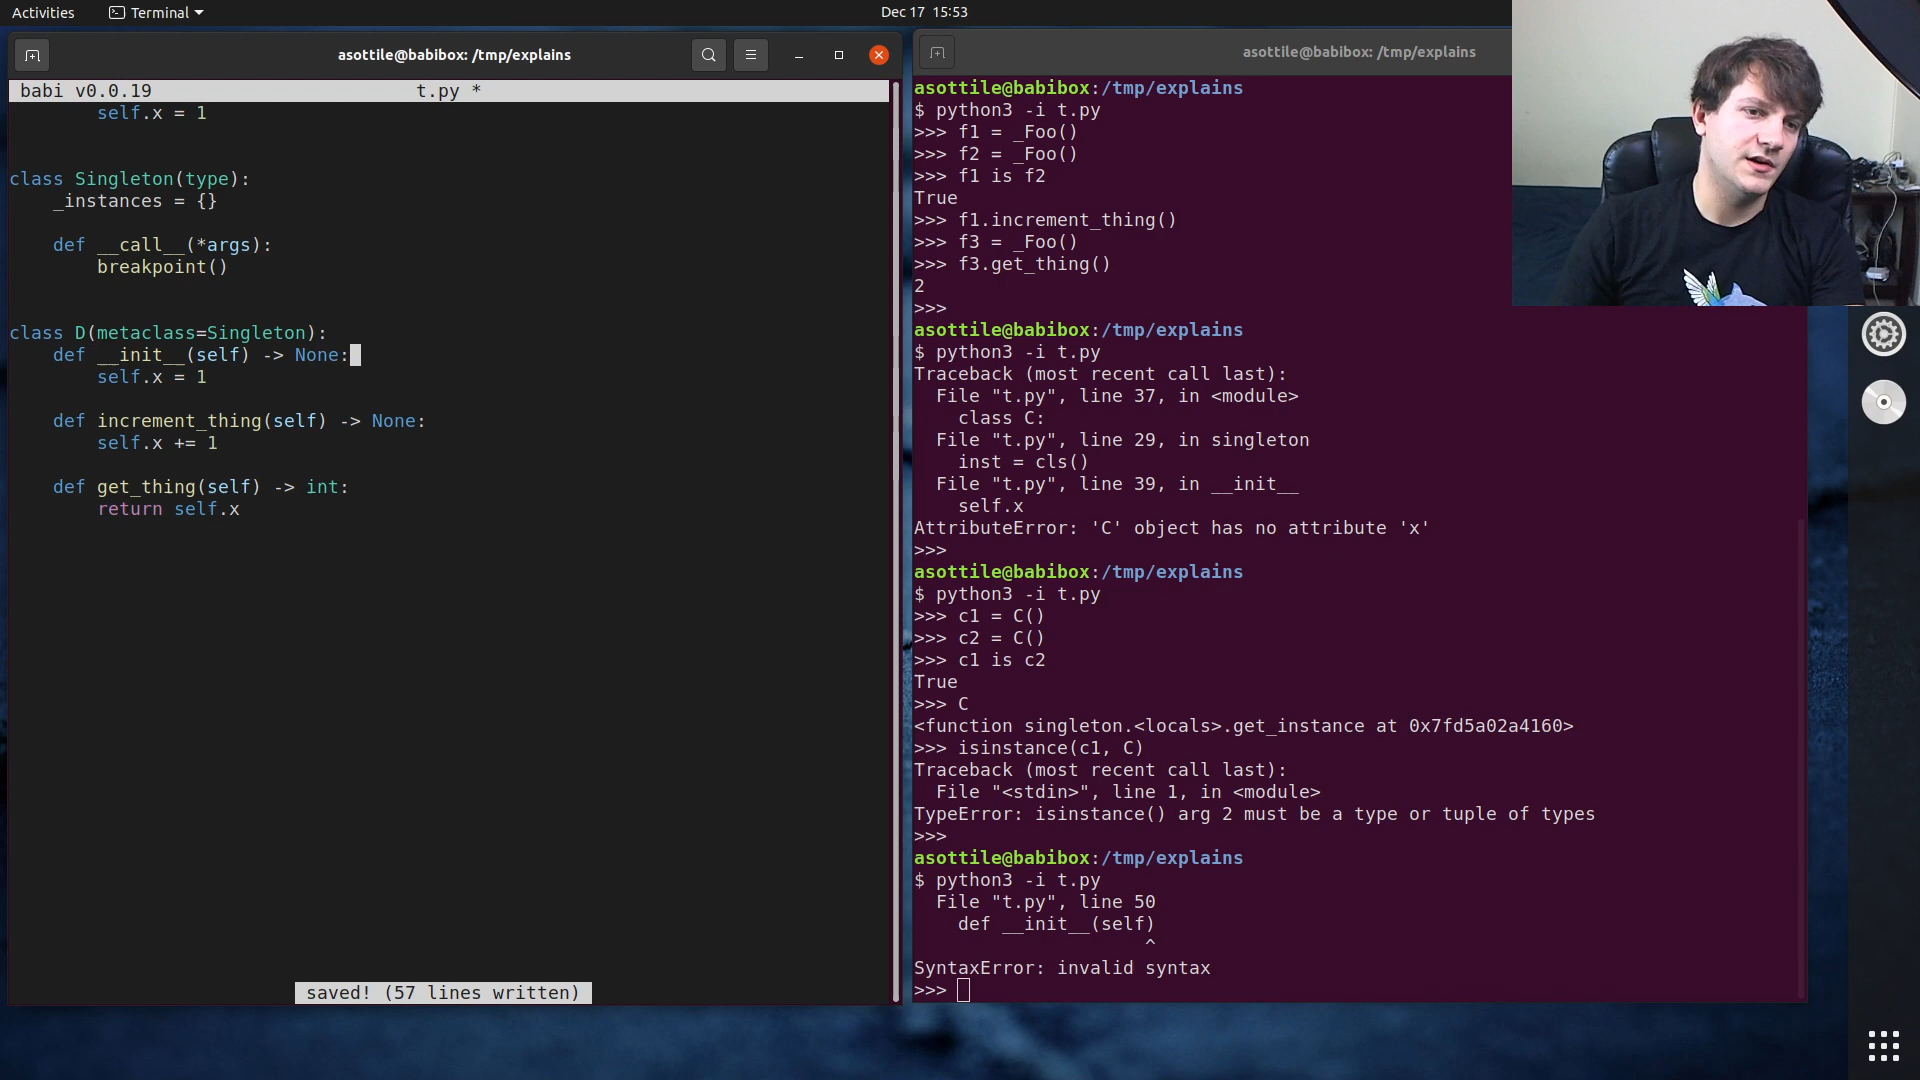 Activities
Terminal
Dec 17 15:53
asottile@babibox: /tmp/explains
babi v0.0.19 t.py *
self.x = 1
class Singleton(type):
_instances = {}
def __call__(*args):
breakpoint()
class D(metaclass=Singleton):
def __init__(self) -> None:
self.x = 1
def increment_thing(self) -> None:
self.x += 1
def get_thing(self) -> int:
return self.x
saved! (57 lines written)
asottile@babibox: /tmp/explains
asottile@babibox:/tmp/explains
$ python3 -i t.py
>>> f1 = _Foo()
>>> f2 = _Foo()
>>> f1 is f2
True
>>> f1.increment_thing()
>>> f3 = _Foo()
>>> f3.get_thing()
2
>>>
asottile@babibox:/tmp/explains
$ python3 -i t.py
Traceback (most recent call last):
File "t.py", line 37, in <module>
class C:
File "t.py", line 29, in singleton
inst = cls()
File "t.py", line 39, in __init__
self.x
AttributeError: 'C' object has no attribute 'x'
>>>
asottile@babibox:/tmp/explains
$ python3 -i t.py
>>> c1 = C()
>>> c2 = C()
>>> c1 is c2
True
>>> C
<function singleton.<locals>.get_instance at 0x7fd5a02a4160>
>>> isinstance(c1, C)
Traceback (most recent call last):
File "<stdin>", line 1, in <module>
TypeError: isinstance() arg 2 must be a type or tuple of types
>>>
asottile@babibox:/tmp/explains
$ python3 -i t.py
File "t.py", line 50
def __init__(self)
^
SyntaxError: invalid syntax
>>>